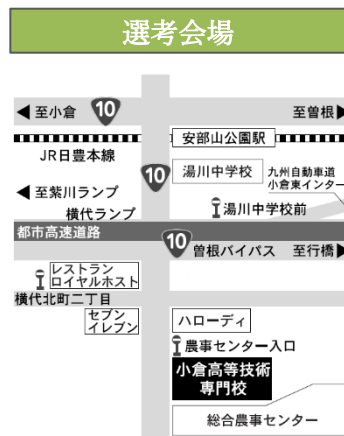 選考会場
◀至小倉
10
至曽根▶
安部山公園駅
JR日豊本線
10
湯川中学校
九州自動車道
小倉東インター
◀至紫川ランプ
湯川中学校前
横代ランプ
都市高速道路
10
曽根バイパス
至行橋▶
レストラン
ロイヤルホスト
横代北町二丁目
セブン
イレブン
ハローディ
農事センター入口
小倉高等技術
専門校
総合農事センター